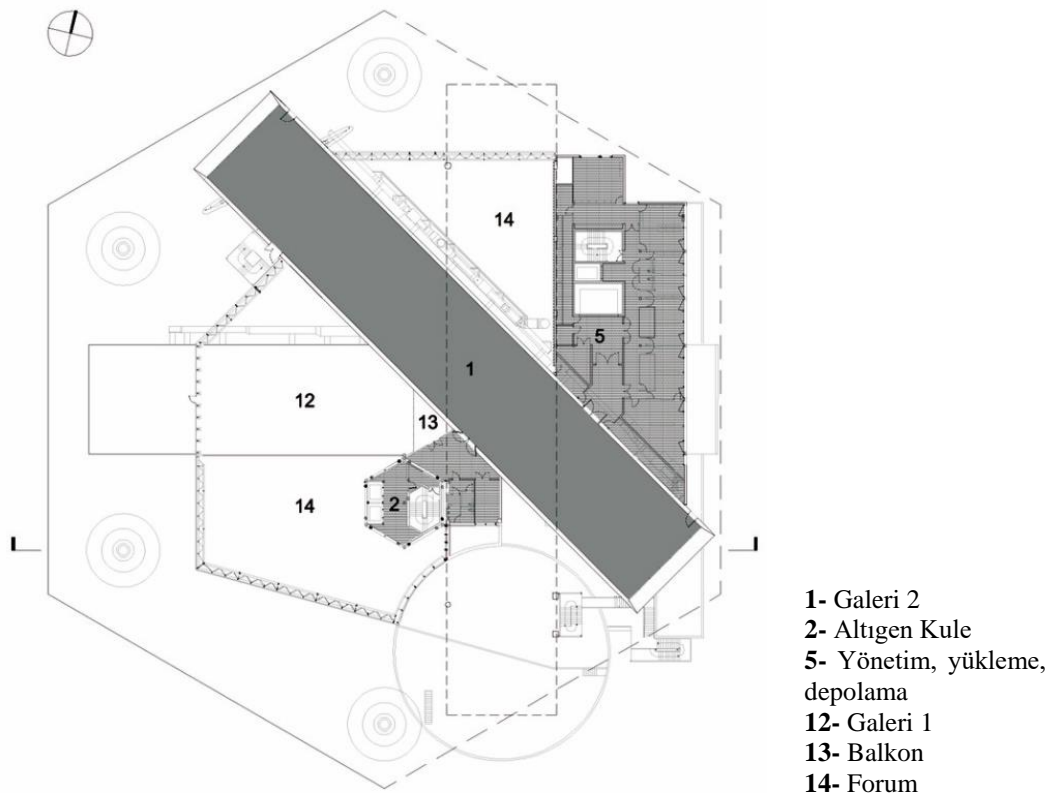 14
5
1
12
13
2
14
1- Galeri 2
2- Altıgen Kule
5- Yönetim, yükleme,
depolama
12- Galeri 1
13- Balkon
14- Forum